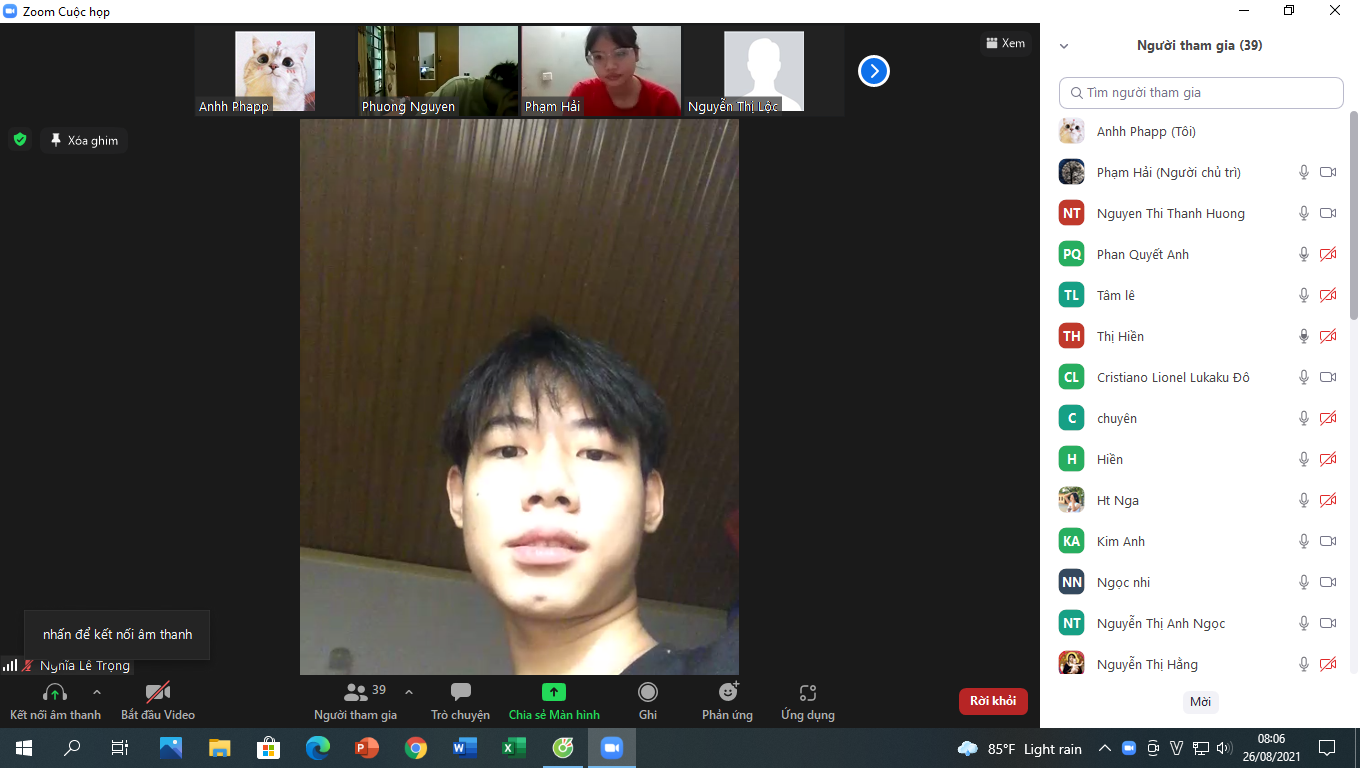 Zoom Cuộc họp
Anhh Phapp
Phuong Nguyen
Phạm Hải
Nguyễn Thị Lộc
Xem
Xóa ghim
nhấn để kết nối âm thanh
Nghĩa Lê Trọng
Kết nối âm thanh
Bắt đầu Video
39
Người tham gia
Trò chuyện
Chia sẻ Màn hình
Ghi
Phản ứng
Ứng dụng
Rời khỏi
Người tham gia (39)
Tìm người tham gia
Anhh Phapp (Tôi)
Phạm Hải (Người chủ trì)
NT Nguyen Thi Thanh Huong
PQ Phan Quyết Anh
TL Tâm lê
TH Thị Hiền
CL Cristiano Lionel Lukaku Đô
C chuyên
H Hiền
Ht Nga
KA Kim Anh
NN Ngọc nhi
NT Nguyễn Thị Anh Ngọc
Nguyễn Thị Hằng
Mời
85°F Light rain
08:06
26/08/2021